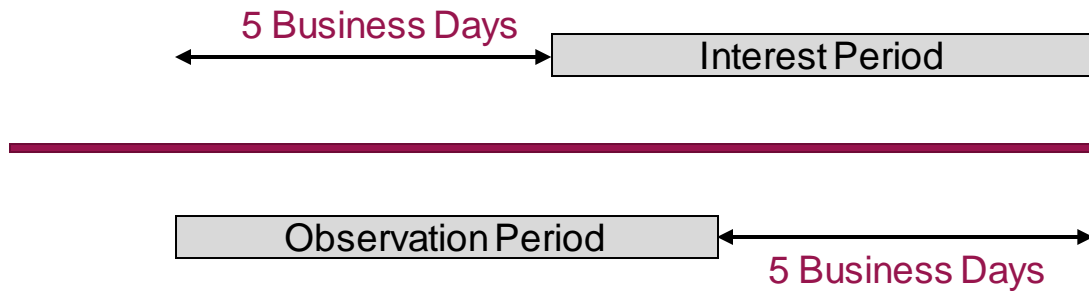 5 Business Days
Interest Period
Observation Period
5 Business Days